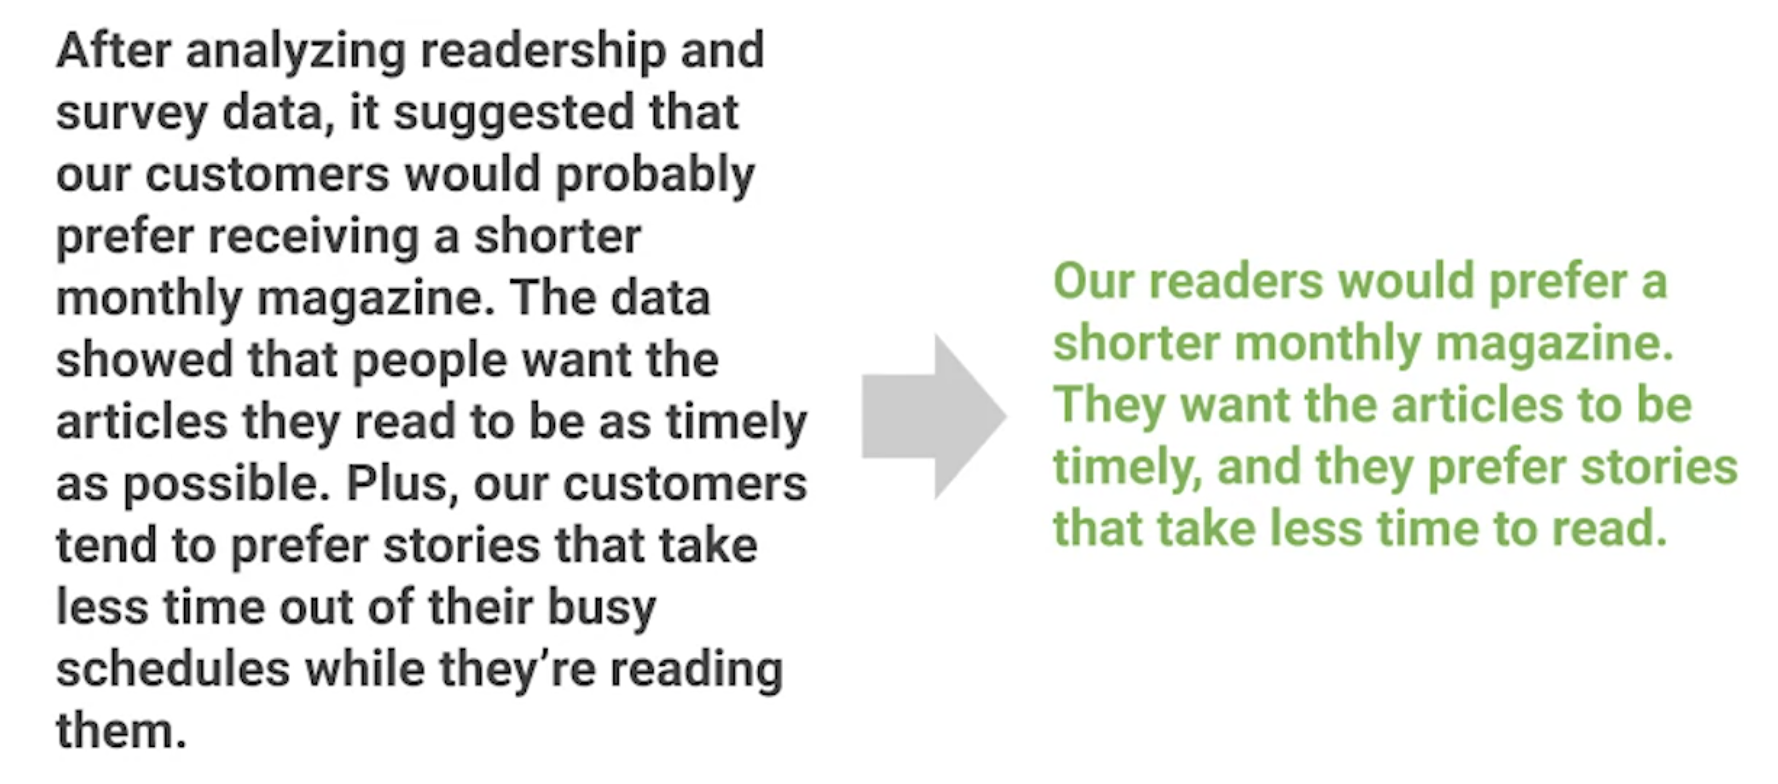 After analyzing readership and
survey data, it suggested that
our customers would probably
prefer receiving a shorter
monthly magazine. The data
showed that people want the
articles they read to be as timely
as possible. Plus, our customers
tend to prefer stories that take
less time out of their busy
schedules while they’re reading
them.
Our readers would prefer a
shorter monthly magazine.
They want the articles to be
timely, and they prefer stories
that take less time to read.